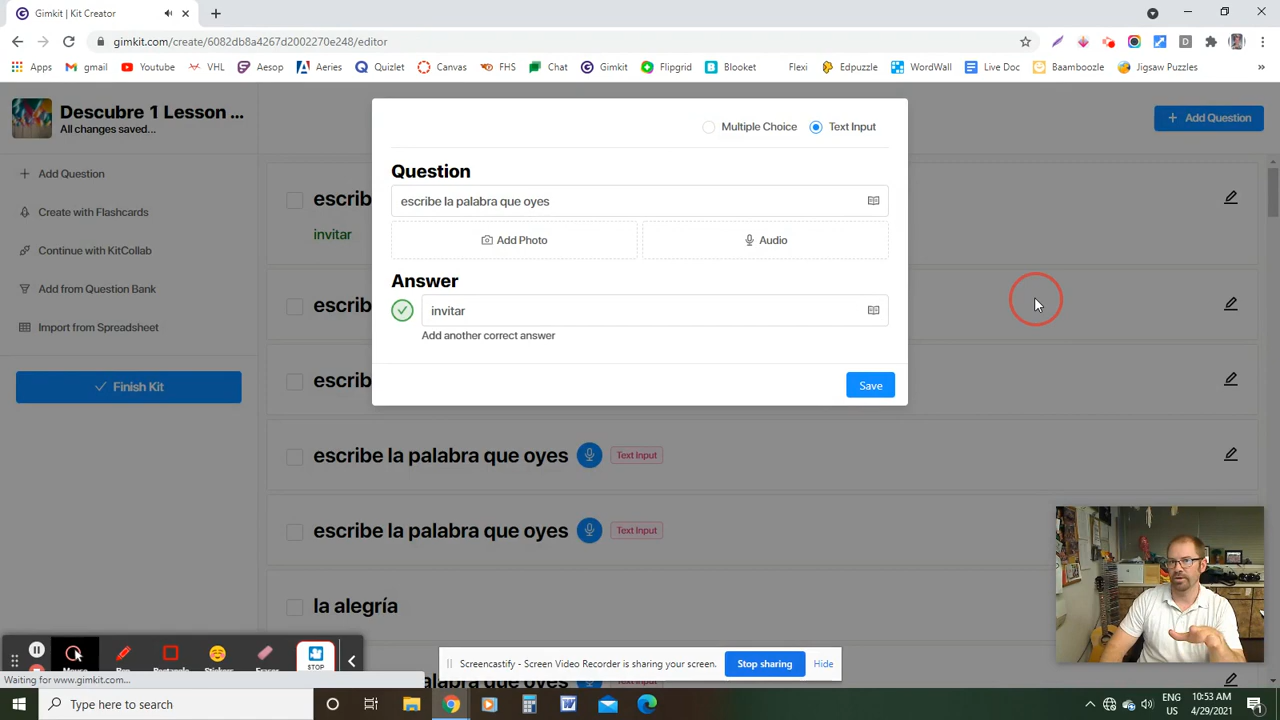 Gimkit | Kit Creator
gimkit.com/create/6082db8a4267d2002270e248/editor
Apps gmail Youtube VHL Aesop Aeries Quizlet Canvas FHS Chat Gimkit Flipgrid Blooket Flexi Edpuzzle WordWall Live Doc Baamboozle Jigsaw Puzzles »
Descubre 1 Lesson ...
All changes saved...
+ Add Question
Multiple Choice Text Input
Add Question
Create with Flashcards
Continue with KitCollab
Add from Question Bank
Import from Spreadsheet
Finish Kit
Question
escribe la palabra que oyes
Add Photo Audio
Answer
invitar
Add another correct answer
Save
escrib
invitar
escrib
escrib
escribe la palabra que oyes Text Input
escribe la palabra que oyes Text Input
la alegría
Screencastify - Screen Video Recorder is sharing your screen. Stop sharing Hide
STOP
Waiting for www.gimkit.com...
Type here to search
ENG
US
10:53 AM
4/29/2021